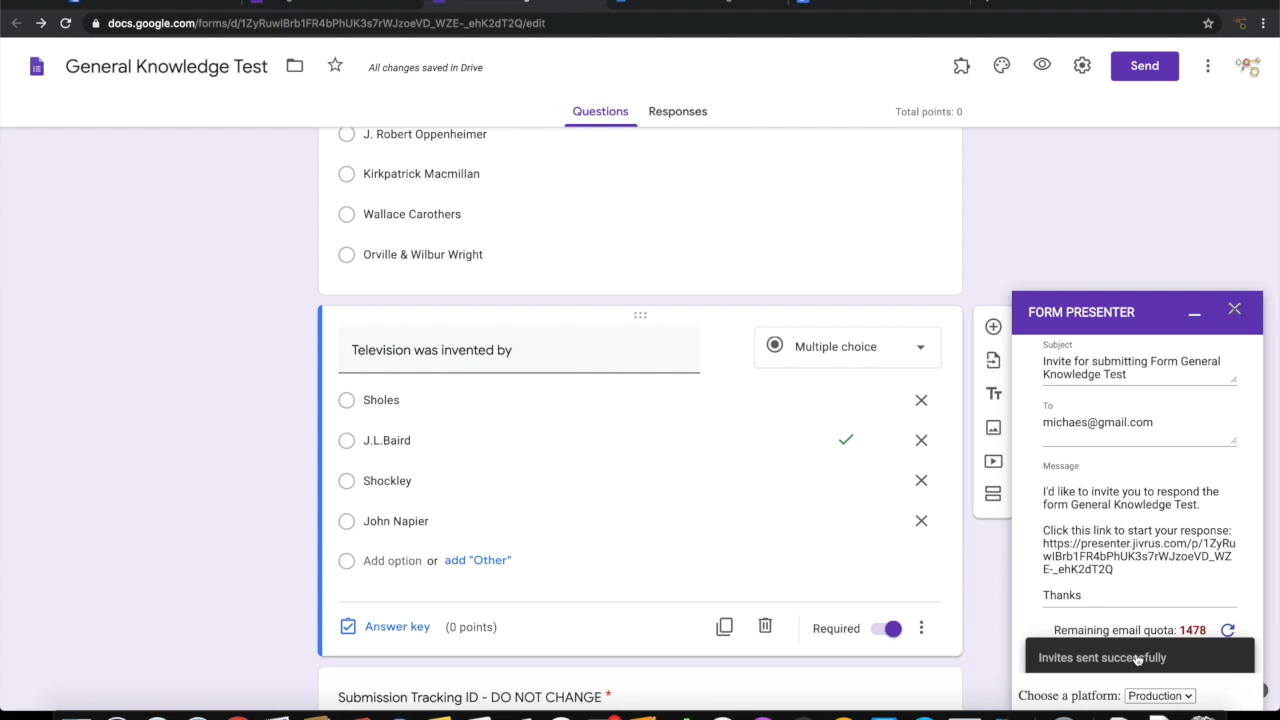 docs.google.com/forms/d/1ZyRuwIBrb1FR4bPhUK3s7rWJzoeVD_WZE-_ehK2dT2Q/edit
General Knowledge Test
All changes saved in Drive
Send
Questions
Responses
Total points: 0
J. Robert Oppenheimer
Kirkpatrick Macmillan
Wallace Carothers
Orville & Wilbur Wright
Television was invented by
Multiple choice
Sholes
J.L.Baird
Shockley
John Napier
Add option or add "Other"
Answer key (0 points)
Required
Submission Tracking ID - DO NOT CHANGE *
FORM PRESENTER
Subject
Invite for submitting Form General
Knowledge Test
To
michaes@gmail.com
Message
I'd like to invite you to respond the
form General Knowledge Test.
Click this link to start your response:
https://presenter.jivrus.com/p/1ZyRu
wIBrb1FR4bPhUK3s7rWJzoeVD_WZ
E-_ehK2dT2Q
Thanks
Remaining email quota: 1478
Invites sent successfully
Choose a platform: Production